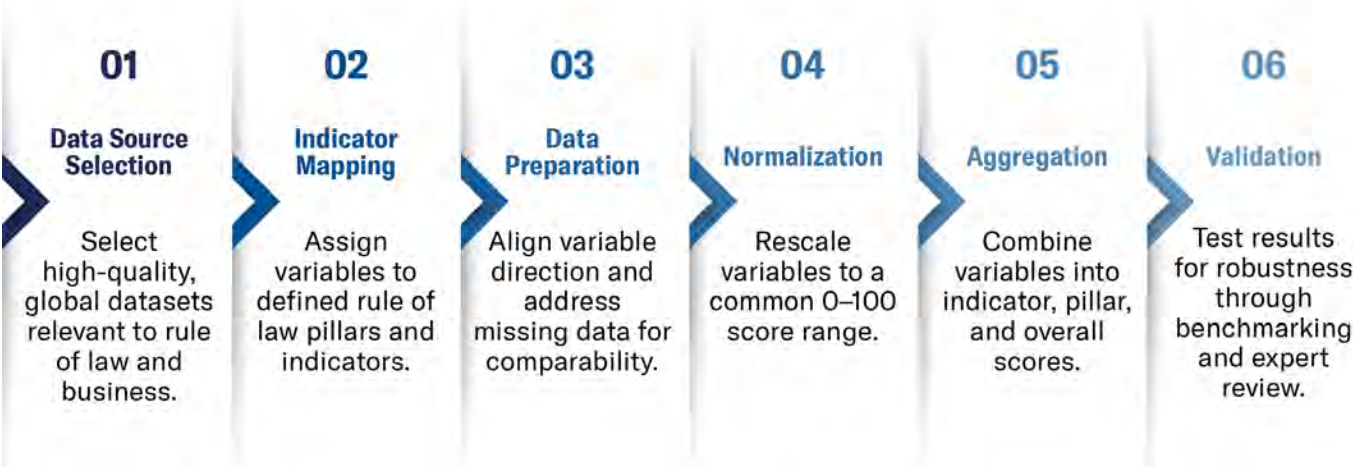 01
Data Source
Selection
Select
high-quality,
global datasets
relevant to rule
of law and
business.
02
Indicator
Mapping
Assign
variables to
defined rule of
law pillars and
indicators.
03
Data
Preparation
Align variable
direction and
address
missing data for
comparability.
04
Normalization
Rescale
variables to a
common 0–100
score range.
05
Aggregation
Combine
variables into
indicator, pillar,
and overall
scores.
06
Validation
Test results
for robustness
through
benchmarking
and expert
review.